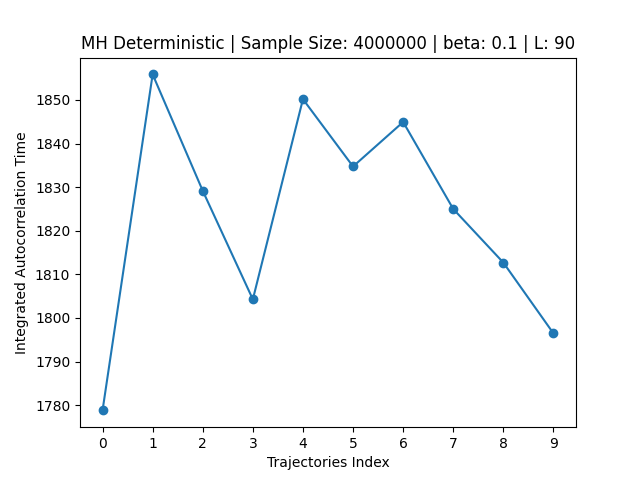 MH Deterministic | Sample Size: 4000000 | beta: 0.1 | L: 90
Integrated Autocorrelation Time
1850
1840
1830
1820
1810
1800
1790
1780
0 1 2 3 4 5 6 7 8 9
Trajectories Index